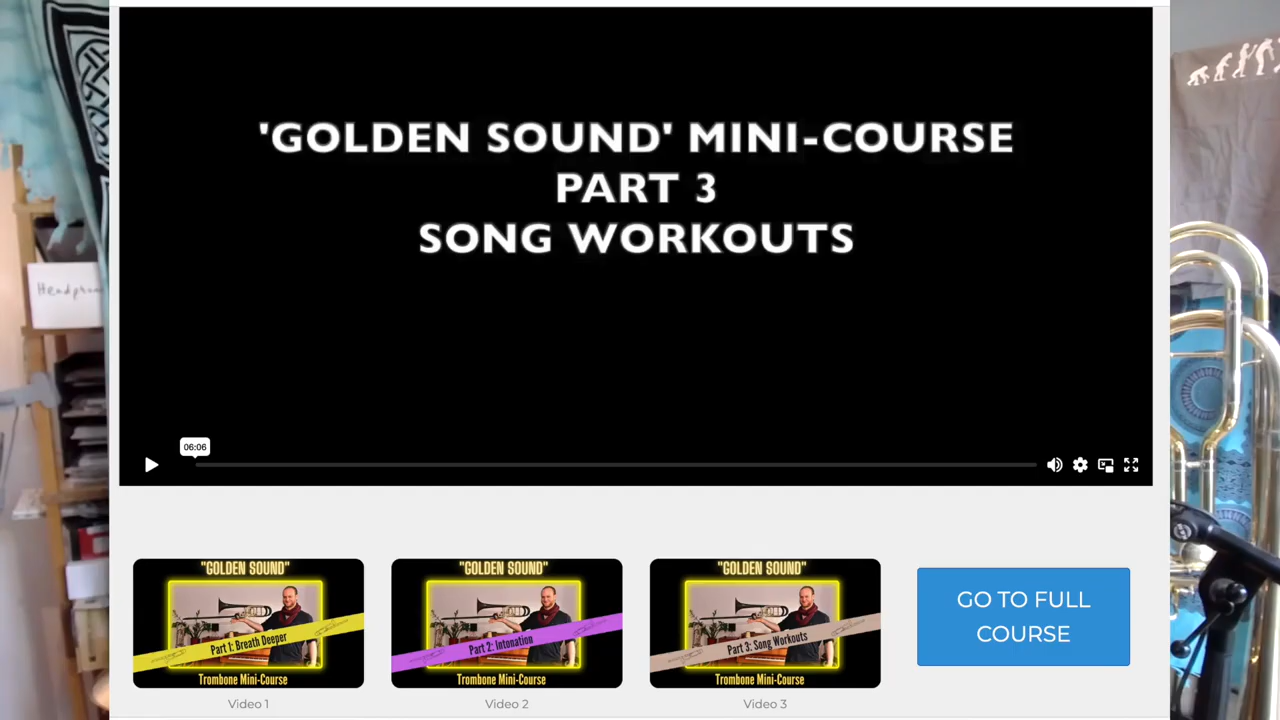 'GOLDEN SOUND' MINI-COURSE
PART 3
SONG WORKOUTS
06:06
"GOLDEN SOUND"
Part 1: Breath Deeper
Trombone Mini-Course
Video 1
"GOLDEN SOUND"
Part 2: Intonation
Trombone Mini-Course
Video 2
"GOLDEN SOUND"
Part 3: Song Workouts
Trombone Mini-Course
Video 3
GO TO FULL
COURSE